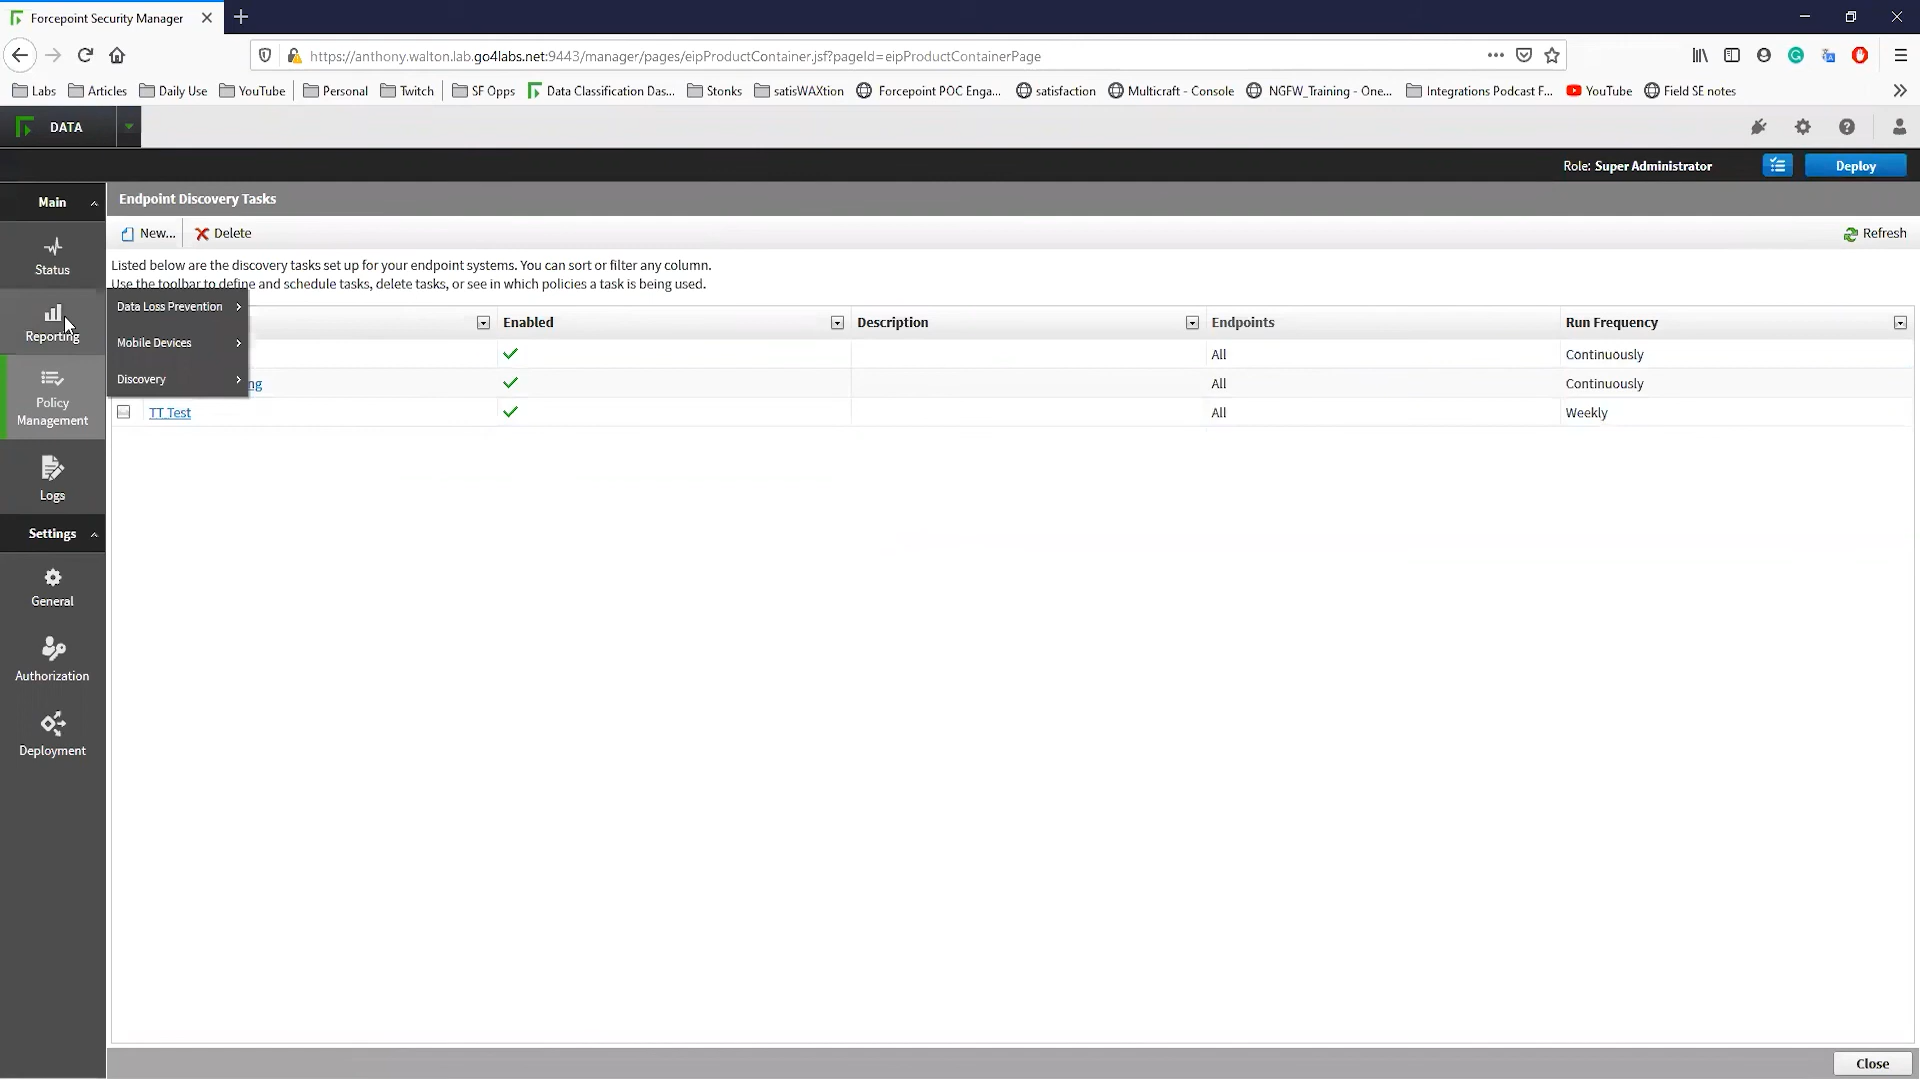 Forcepoint Security Manager
https://anthony.walton.lab.go4labs.net:9443/manager/pages/eipProductContainer.jsf?pageId=eipProductContainerPage
Labs Articles Daily Use YouTube Personal Twitch SF Opps Data Classification Das... Stonks satisWAXtion Forcepoint POC Enga... satisfaction Multicraft - Console NGFW_Training - One... Integrations Podcast F... YouTube Field SE notes
DATA
Role: Super Administrator Deploy
Main Endpoint Discovery Tasks
New... Delete Refresh
Status
Listed below are the discovery tasks set up for your endpoint systems. You can sort or filter any column.
Use the toolbar to define and schedule tasks, delete tasks, or see in which policies a task is being used.
Reporting
Data Loss Prevention
Mobile Devices
Discovery
Enabled Description Endpoints Run Frequency
All Continuously
ng All Continuously
TT_Test All Weekly
Policy
Management
Logs
Settings
General
Authorization
Deployment
Close